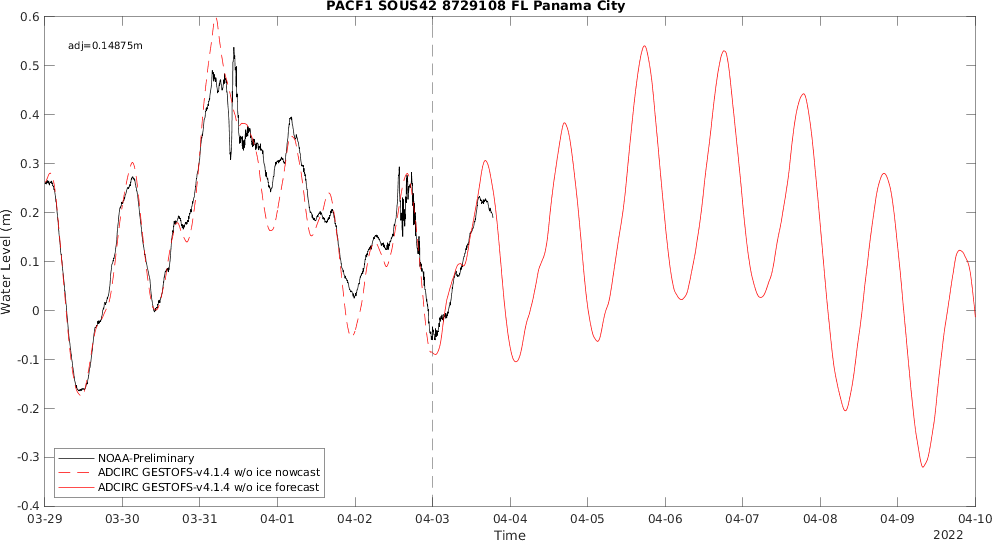 PACF1 SOUS42 8729108 FL Panama City
adj=0.14875m
0.6
0.5
0.4
0.3
0.2
0.1
0
-0.1
-0.2
-0.3
-0.4
Water Level (m)
NOAA-Preliminary
ADCIRC GESTOFS-v4.1.4 w/o ice nowcast
ADCIRC GESTOFS-v4.1.4 w/o ice forecast
03-29 03-30 03-31 04-01 04-02 04-03 04-04 04-05 04-06 04-07 04-08 04-09 04-10
Time
2022